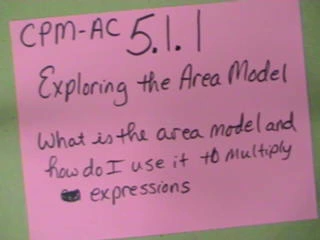 CPM-AC 5.1.1
Exploring the Area Model
What is the area model and
how do I use it to multiply
expressions